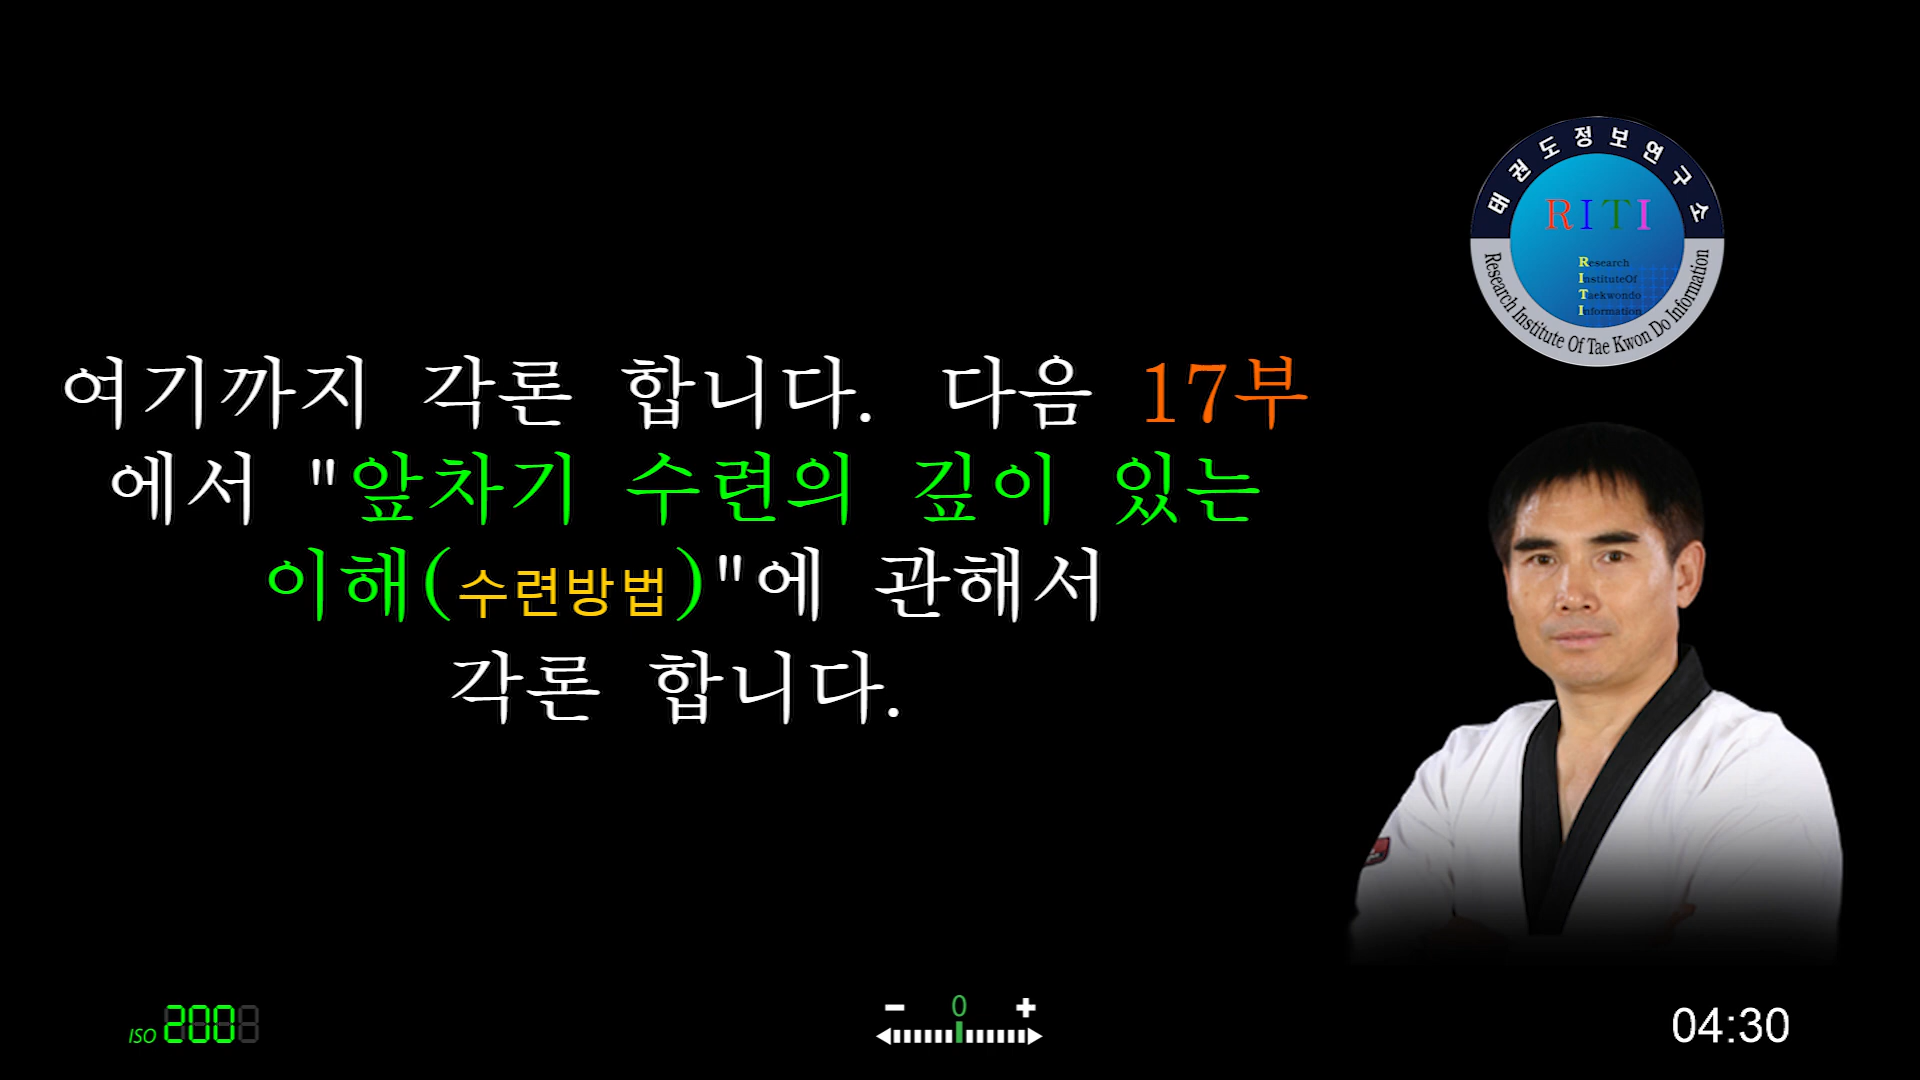 태권도정보연구소
RITI
Research
InstituteOf
Taekwondo
Information
Research Institute Of Tae Kwon Do Information
여기까지 각론 합니다. 다음 17부
에서 "앞차기 수련의 깊이 있는
이해(수련방법)"에 관해서
각론 합니다.
ISO 200
- 0 +
04:30